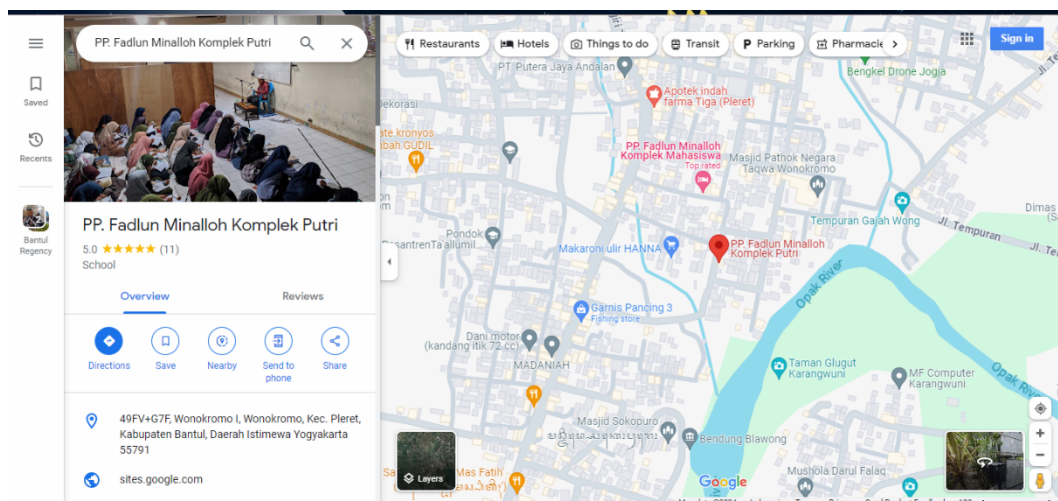 PP. Fadlun Minalloh Komplek Putri
Saved
Recents
Bantul
Regency
PP. Fadlun Minalloh Komplek Putri
5.0 ★★★★★ (11)
School
Overview
Reviews
Directions
Save
Nearby
Send to
phone
Share
49FV+G7F, Wonokromo I, Wonokromo, Kec. Pleret,
Kabupaten Bantul, Daerah Istimewa Yogyakarta
55791
sites.google.com
Restaurants
Hotels
Things to do
Transit
P Parking
Pharmacie
Sign in
PT. Putera Jaya Andalan
Bengkel Drone Jogja
Apotek indah
farma Tiga (Pleret)
PP. Fadlun Minalloh
Komplek Mahasiswa
Top rated
Masjid Pathok Negara
Taqwa Wonokromo
Tempuran Gajah Wong
Dimas
Jl. Tempuran
Jl. Te
Pondok
PesantrenTa'allumil
Makaroni ulir HANNA
PP. Fadlun Minalloh
Komplek Putri
Opak River
Garnis Pancing 3
Fishing store
Dani motor
(kandang itik 72 cc)
MADANIAH
Taman Glugut
Karangwuni
MF Computer
Karangwuni
Opak River
Masjid Sokopuro
Bendung Blawong
Mas Fatih
Mushola Darul Falaq
Layers
Google